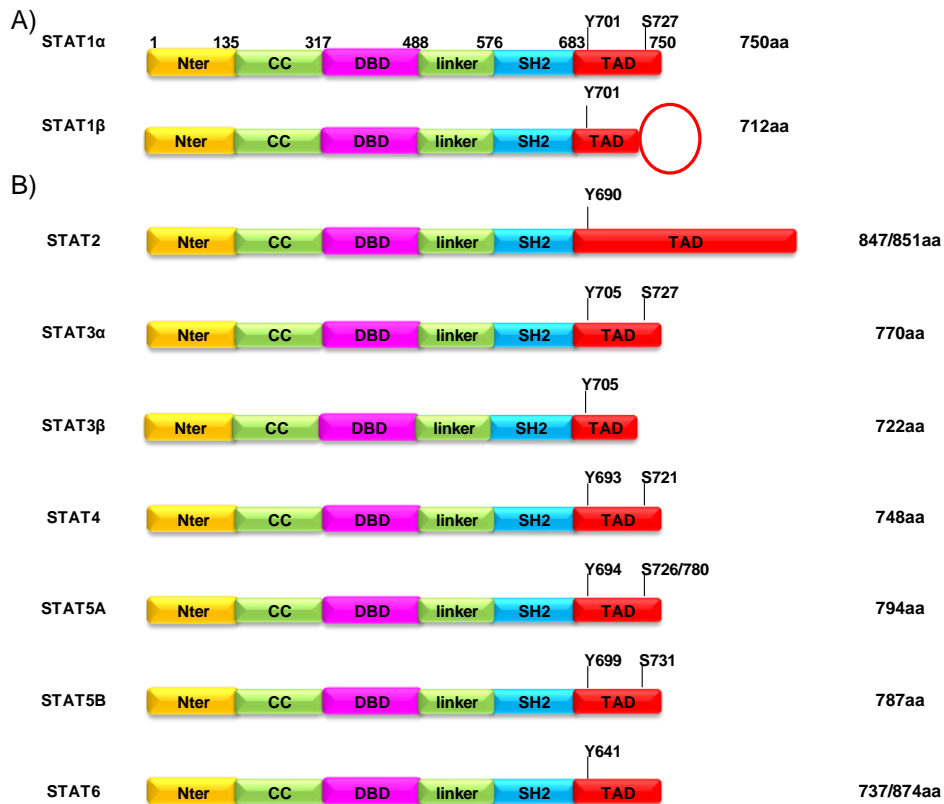 A)
Y701 S727
STAT1α 1 135 317 488 576 683 750 750aa
Nter CC DBD linker SH2 TAD
Y701
STAT1β 712aa
Nter CC DBD linker SH2 TAD
B)
Y690
STAT2 Nter CC DBD linker SH2 TAD 847/851aa
Y705 S727
STAT3α Nter CC DBD linker SH2 TAD 770aa
Y705
STAT3β Nter CC DBD linker SH2 TAD 722aa
Y693 S721
STAT4 Nter CC DBD linker SH2 TAD 748aa
Y694 S726/780
STAT5A Nter CC DBD linker SH2 TAD 794aa
Y699 S731
STAT5B Nter CC DBD linker SH2 TAD 787aa
Y641
STAT6 Nter CC DBD linker SH2 TAD 737/874aa